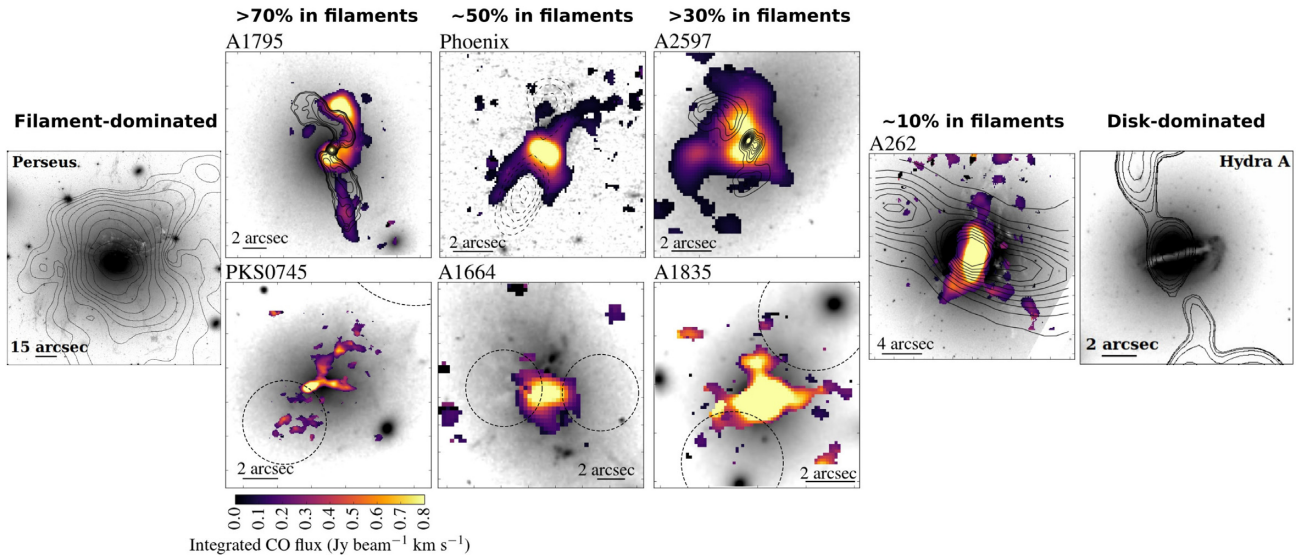 >70% in filaments
~50% in filaments
>30% in filaments
A1795
Phoenix
A2597
Filament-dominated
~10% in filaments
Disk-dominated
A262
Perseus
Hydra A
2 arcsec
2 arcsec
2 arcsec
PKS0745
A1664
A1835
15 arcsec
4 arcsec
2 arcsec
2 arcsec
2 arcsec
2 arcsec
0.0
0.1
0.2
0.3
0.4
0.5
0.6
0.7
0.8
Integrated CO flux (Jy beam⁻¹ km s⁻¹)